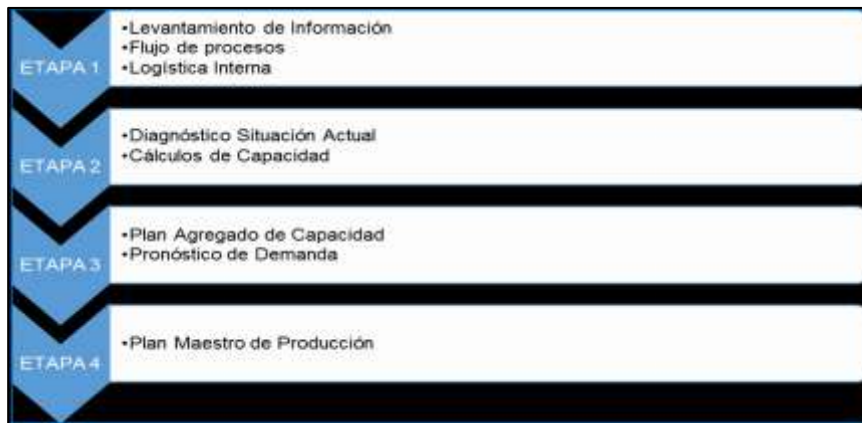 ETAPA 1
•Levantamiento de Información
•Flujo de procesos
•Logística Interna
ETAPA 2
•Diagnóstico Situación Actual
•Cálculos de Capacidad
ETAPA 3
•Plan Agregado de Capacidad
•Pronóstico de Demanda
ETAPA 4
•Plan Maestro de Producción